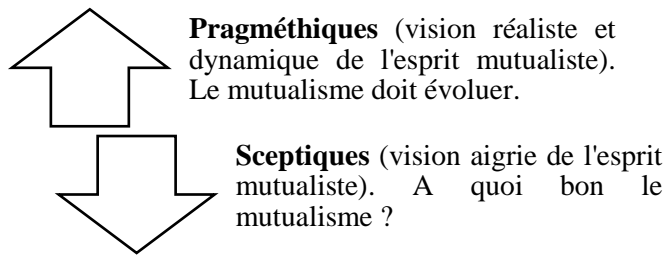 Pragméthiques (vision réaliste et
dynamique de l'esprit mutualiste).
Le mutualisme doit évoluer.
Sceptiques (vision aigrie de l'esprit
mutualiste). A quoi bon le
mutualisme ?